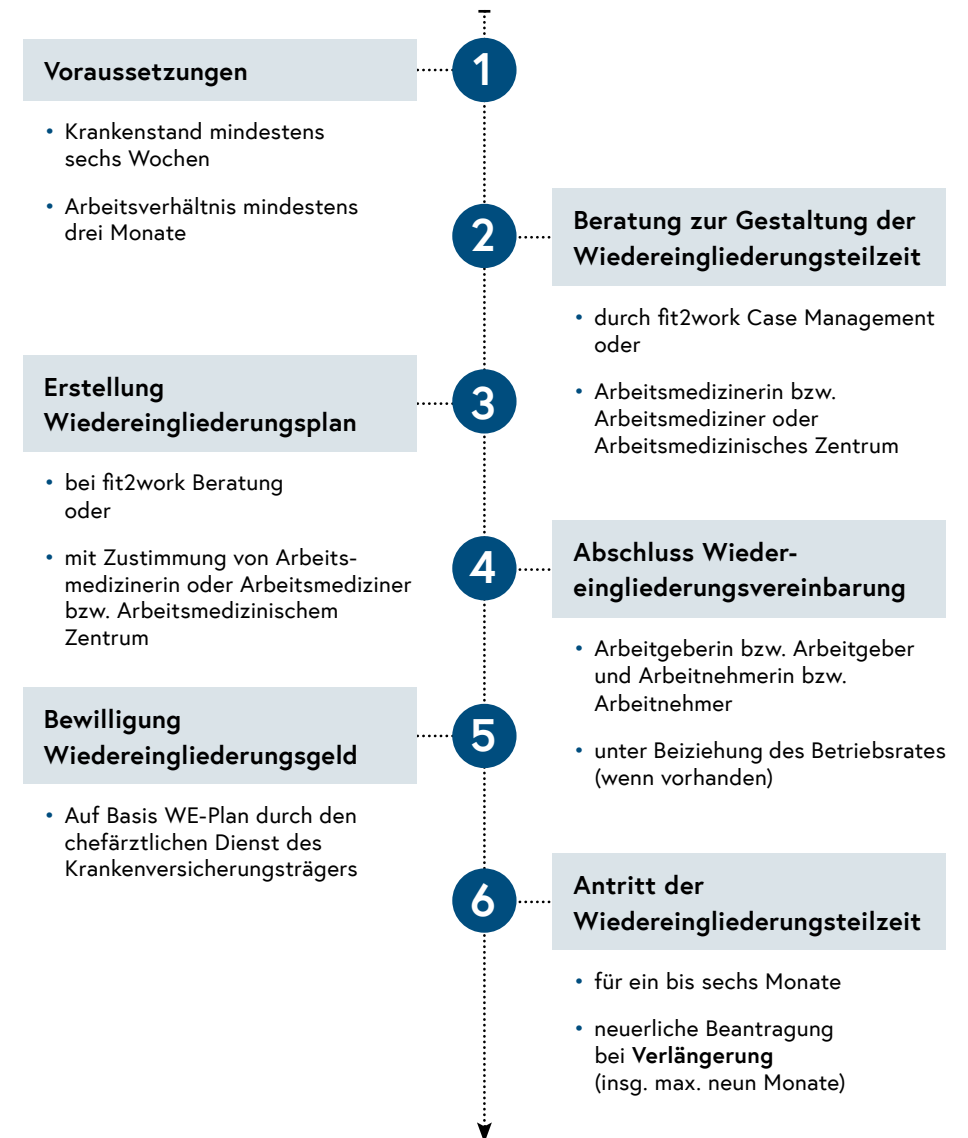 1
Voraussetzungen
• Krankenstand mindestens
sechs Wochen
• Arbeitsverhältnis mindestens
drei Monate
2
Beratung zur Gestaltung der
Wiedereingliederungsteilzeit
• durch fit2work Case Management
oder
• Arbeitsmedizinerin bzw.
Arbeitsmediziner oder
Arbeitsmedizinisches Zentrum
3
Erstellung
Wiedereingliederungsplan
• bei fit2work Beratung
oder
• mit Zustimmung von Arbeits-
medizinerin oder Arbeitsmediziner
bzw. Arbeitsmedizinischem
Zentrum
4
Abschluss Wieder-
eingliederungsvereinbarung
• Arbeitgeberin bzw. Arbeitgeber
und Arbeitnehmerin bzw.
Arbeitnehmer
• unter Beiziehung des Betriebsrates
(wenn vorhanden)
5
Bewilligung
Wiedereingliederungsgeld
• Auf Basis WE-Plan durch den
chefärztlichen Dienst des
Krankenversicherungsträgers
6
Antritt der
Wiedereingliederungsteilzeit
• für ein bis sechs Monate
• neuerliche Beantragung
bei Verlängerung
(insg. max. neun Monate)